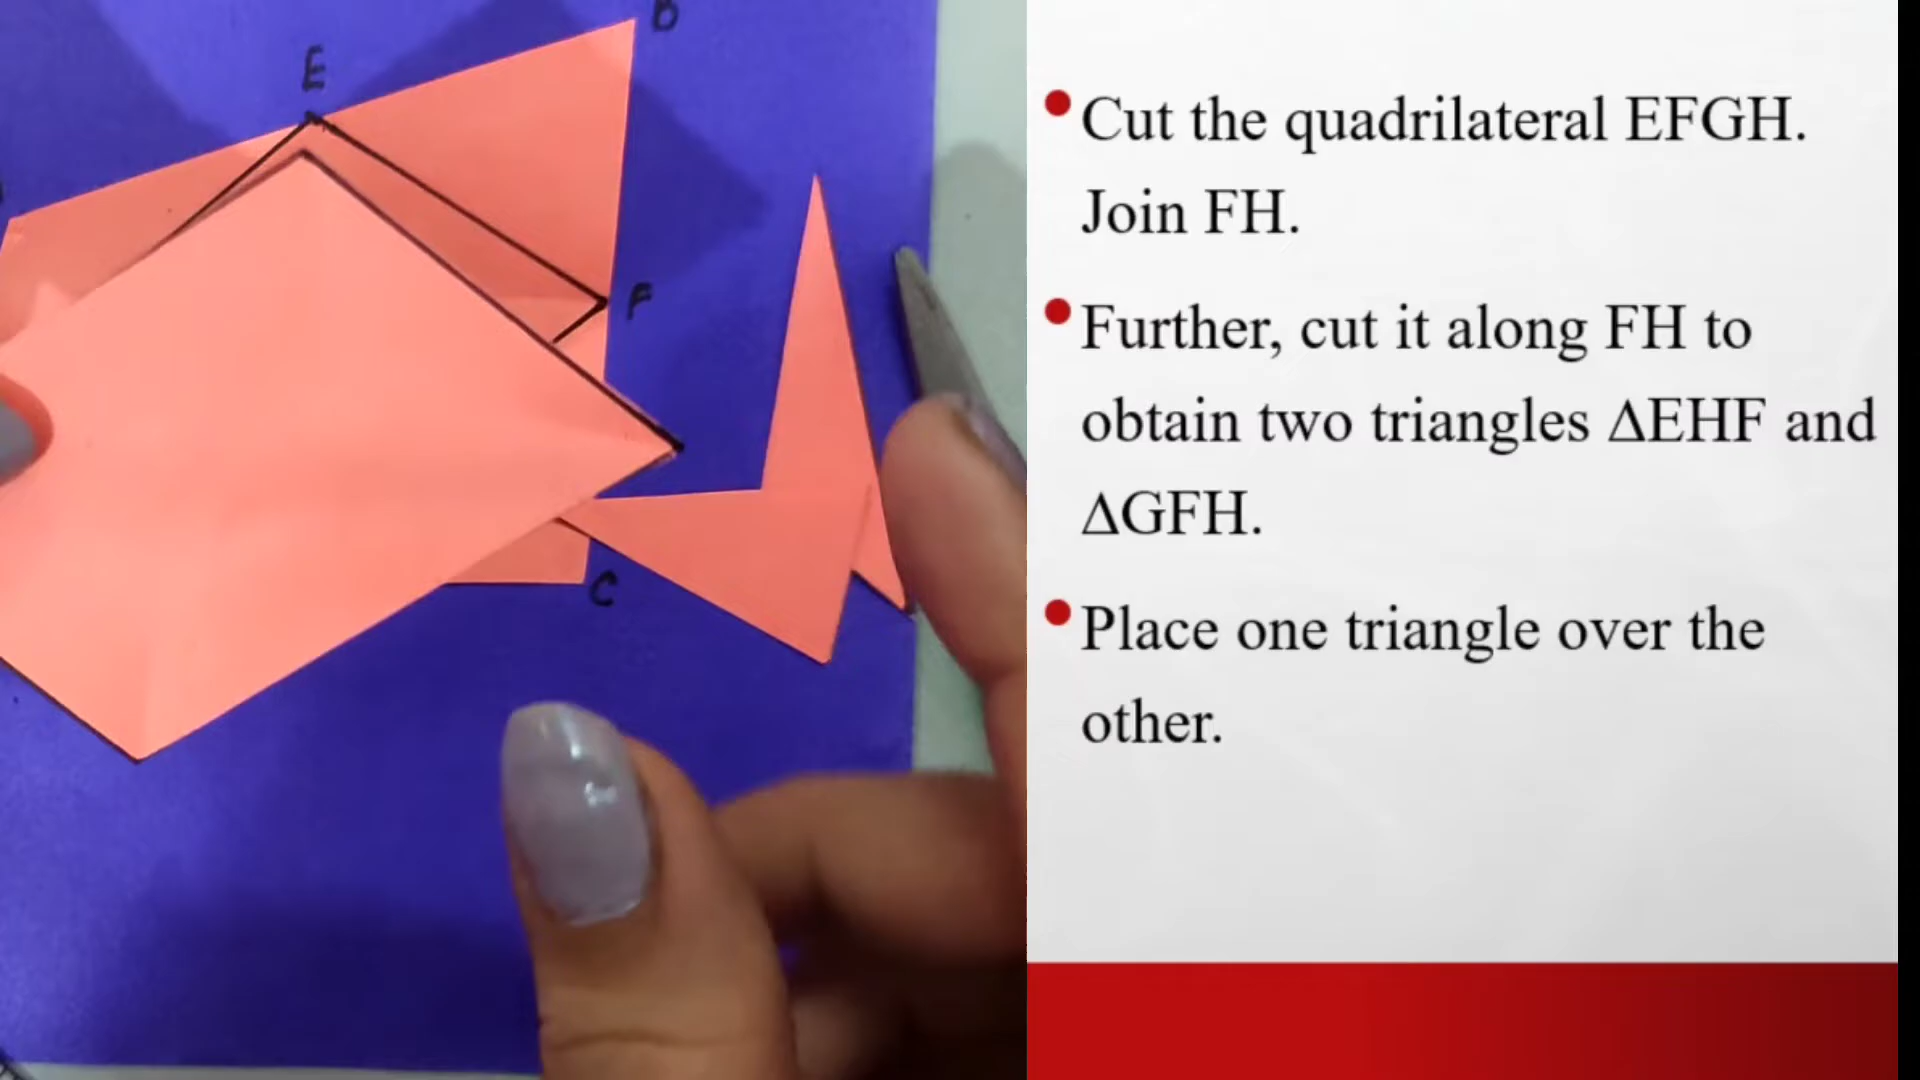 B
E
F
C
Cut the quadrilateral EFGH.
Join FH.
Further, cut it along FH to
obtain two triangles ΔEHF and
ΔGFH.
Place one triangle over the
other.